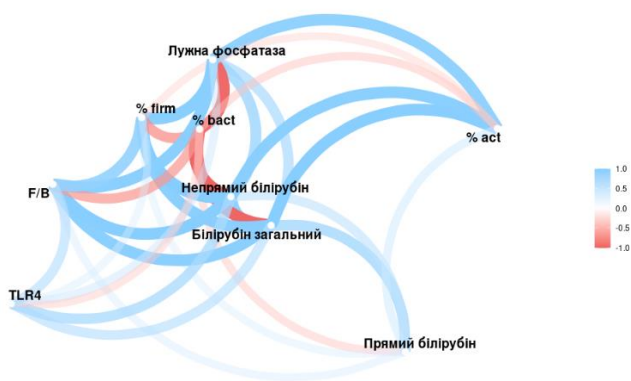 Лужна фосфатаза
% firm
% bact
% act
F/B
Непрямий білірубін
Білірубін загальний
TLR4
Прямий білірубін
1.0
0.5
0.0
-0.5
-1.0